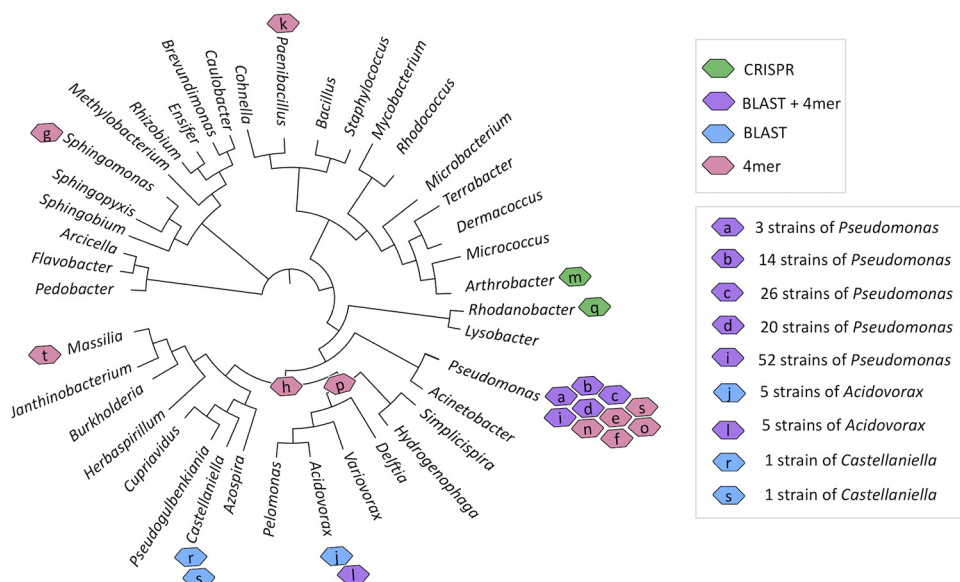 k
Paenibacillus
Cohnella
Caulobacter
Brevundimonas
Ensifer
Rhizobium
Methylobacterium
g
Sphingomonas
Sphingopyxis
Sphingobium
Arcicella
Flavobacter
Pedobacter
Bacillus
Staphylococcus
Mycobacterium
Rhodococcus
Microbacterium
Terrabacter
Dermacoccus
Micrococcus
Arthrobacter m
Rhodanobacter q
Lysobacter
Pseudomonas
a b c d i e s n f o
Acinetobacter
Simplicispira
Hydrogenophaga
Delftia
Variovorax
Acidovorax
j
l
Pelomonas
h
p
Azospira
Castellaniella
r
s
Pseudogulbenkiania
Cupriavidus
Herbaspirillum
Burkholderia
Janthinobacterium
t Massilia
CRISPR
BLAST + 4mer
BLAST
4mer
a 3 strains of Pseudomonas
b 14 strains of Pseudomonas
c 26 strains of Pseudomonas
d 20 strains of Pseudomonas
i 52 strains of Pseudomonas
j 5 strains of Acidovorax
l 5 strains of Acidovorax
r 1 strain of Castellaniella
s 1 strain of Castellaniella